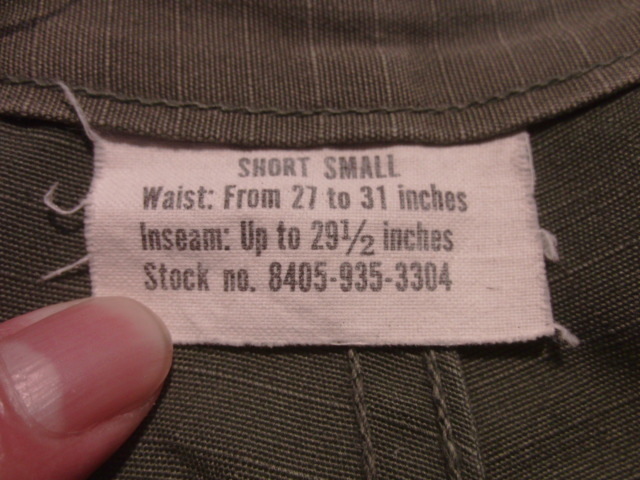 SHORT SMALL
Waist: From 27 to 31 inches
Inseam: Up to 29½ inches
Stock no. 8405-935-3304